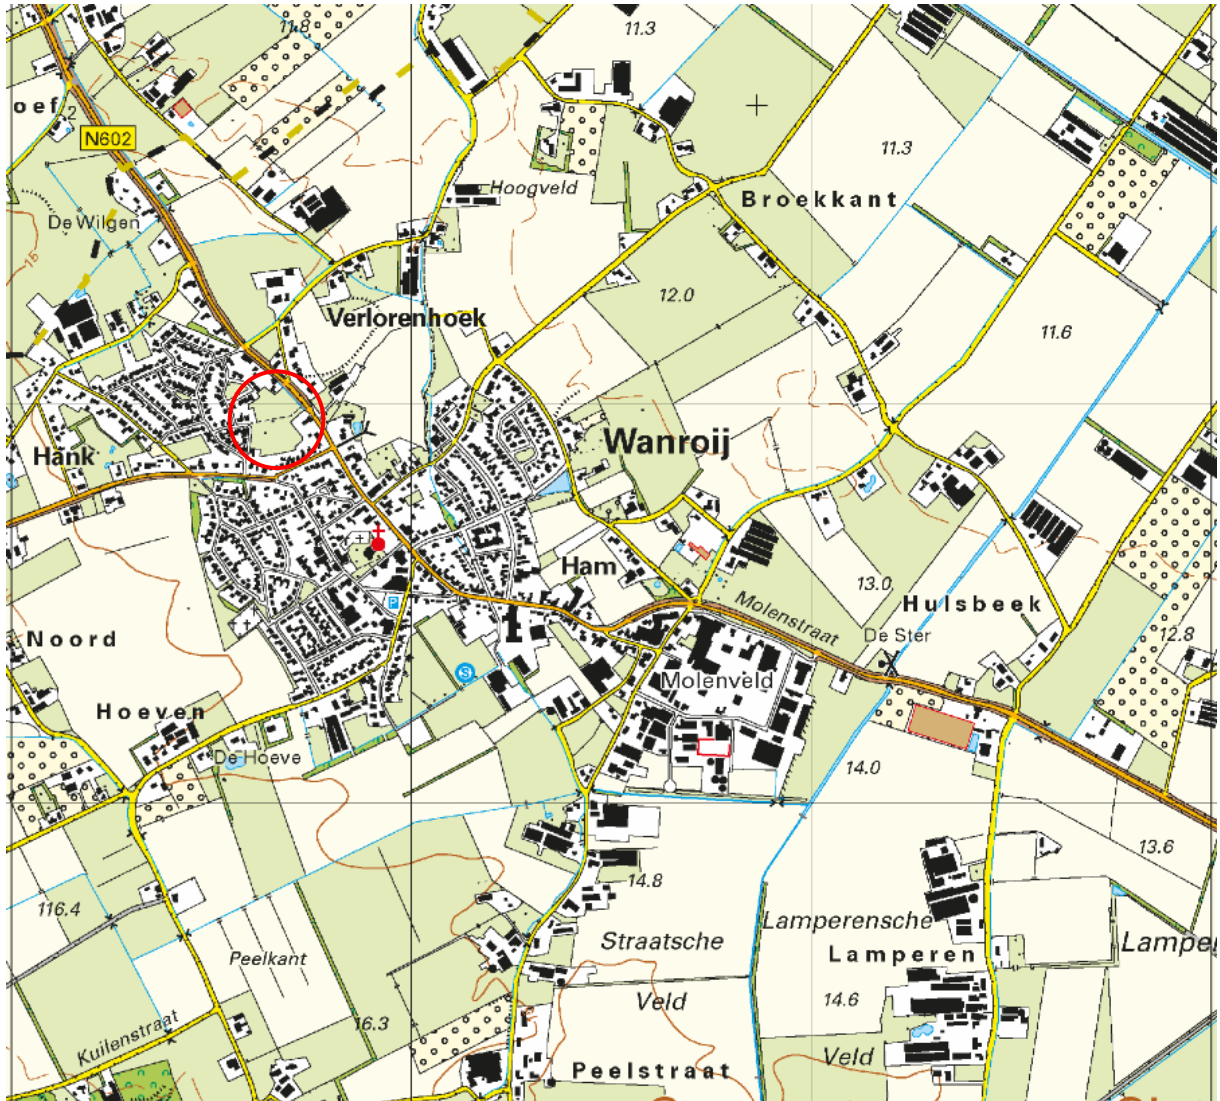 11.8
11.3
oef
2
N602
11.3
Hoogveld
Broekkant
De Wilgen
15
12.0
Verlorenhoek
11.6
Hank
Wanroij
Ham
13.0
Molenstraat
Hulsbeek
P
De Ster
12.8
Noord
S
Molenveld
Hoeven
De Hoeve
14.0
13.6
14.8
116.4
Lamperensche
Straatsche
Lamper
Peelkant
Lamperen
Veld
14.6
16.3
Kuilenstraat
Veld
Peelstraat